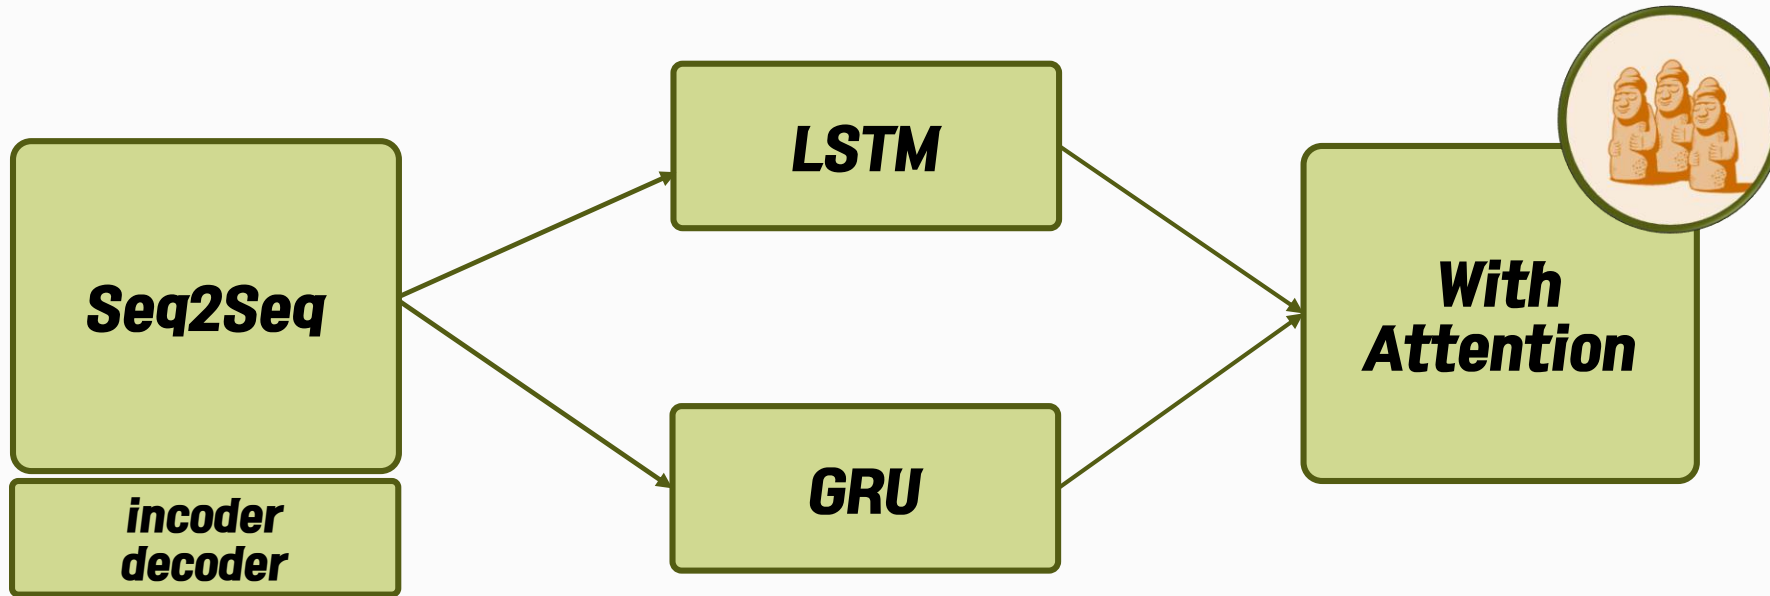 Seq2Seq
incoder
decoder
LSTM
GRU
With
Attention